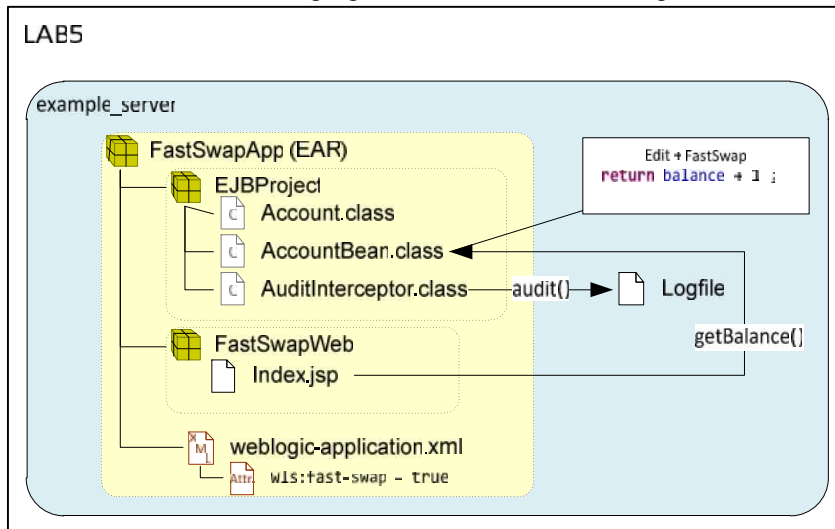 LAB5
example_server
FastSwapApp (EAR)
EJBProject
Account.class
AccountBean.class
AuditInterceptor.class
audit()
Logfile
Edit + FastSwap
return balance + 1 ;
getBalance()
FastSwapWeb
Index.jsp
weblogic-application.xml
Attr. wls:fast-swap - true
C
C
C
X
M
L